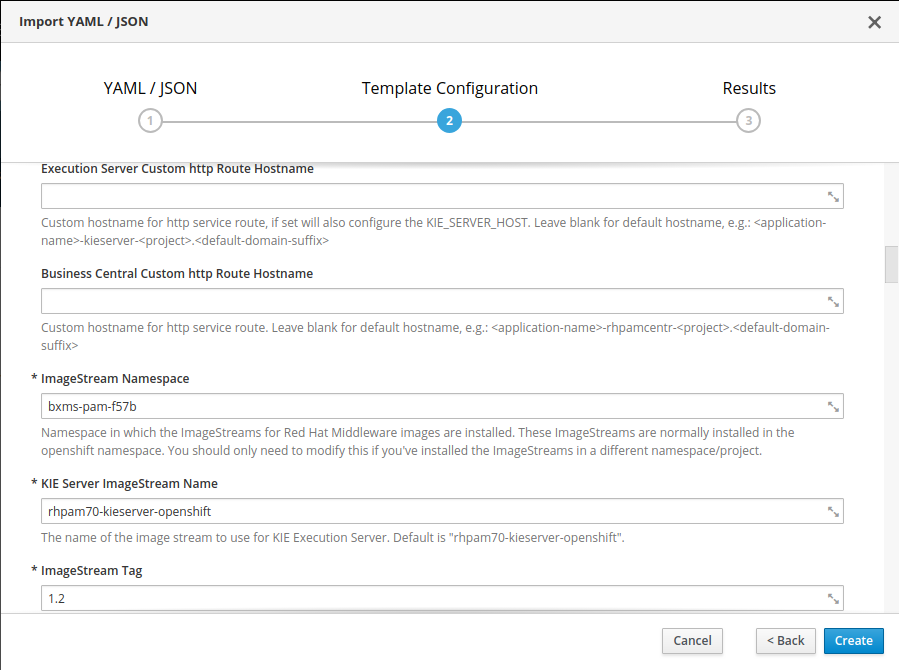 Import YAML / JSON
YAML / JSON
Template Configuration
Results
1
2
3
Execution Server Custom http Route Hostname
Custom hostname for http service route, if set will also configure the KIE_SERVER_HOST. Leave blank for default hostname, e.g.: <application-
name>-kieserver-<project>.<default-domain-suffix>
Business Central Custom http Route Hostname
Custom hostname for http service route. Leave blank for default hostname, e.g.: <application-name>-rhpamcentr-<project>.<default-domain-
suffix>
* ImageStream Namespace
bxms-pam-f57b
Namespace in which the ImageStreams for Red Hat Middleware images are installed. These ImageStreams are normally installed in the
openshift namespace. You should only need to modify this if you've installed the ImageStreams in a different namespace/project.
* KIE Server ImageStream Name
rhpam70-kieserver-openshift
The name of the image stream to use for KIE Execution Server. Default is "rhpam70-kieserver-openshift".
* ImageStream Tag
1.2
Cancel
< Back
Create